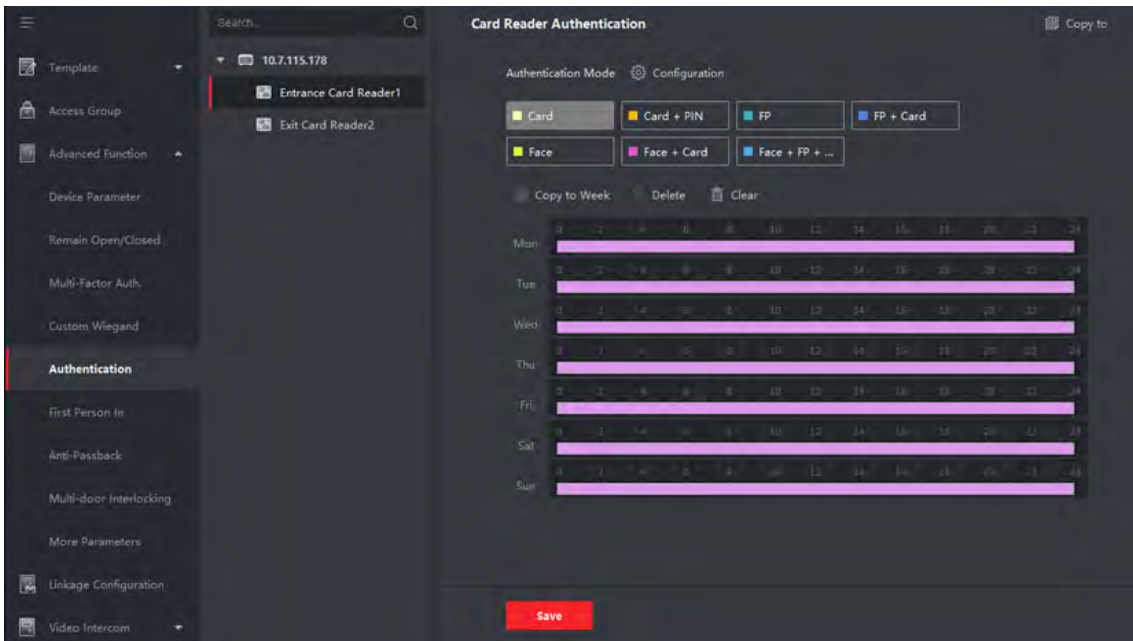 Search...
Card Reader Authentication
Copy to
Template
Access Group
Advanced Function
Device Parameter
Remain Open/Closed
Multi-Factor Auth.
Custom Wiegand
Authentication
First Person In
Anti-Passback
Multi-door Interlocking
More Parameters
Linkage Configuration
Video Intercom
10.7.115.178
Entrance Card Reader1
Exit Card Reader2
Authentication Mode Configuration
Card Card + PIN FP FP + Card
Face Face + Card Face + FP + ...
Copy to Week Delete Clear
Mon
Tue
Wed
Thu
Fri
Sat
Sun
Save